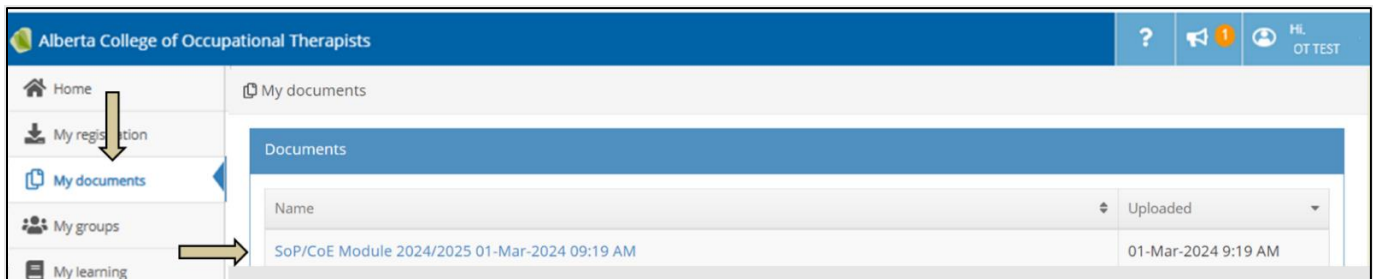 Alberta College of Occupational Therapists
?
1
Hi.
OT TEST
Home
My registration
My documents
My groups
My learning
My documents
Documents
Name
Uploaded
SoP/CoE Module 2024/2025 01-Mar-2024 09:19 AM
01-Mar-2024 9:19 AM